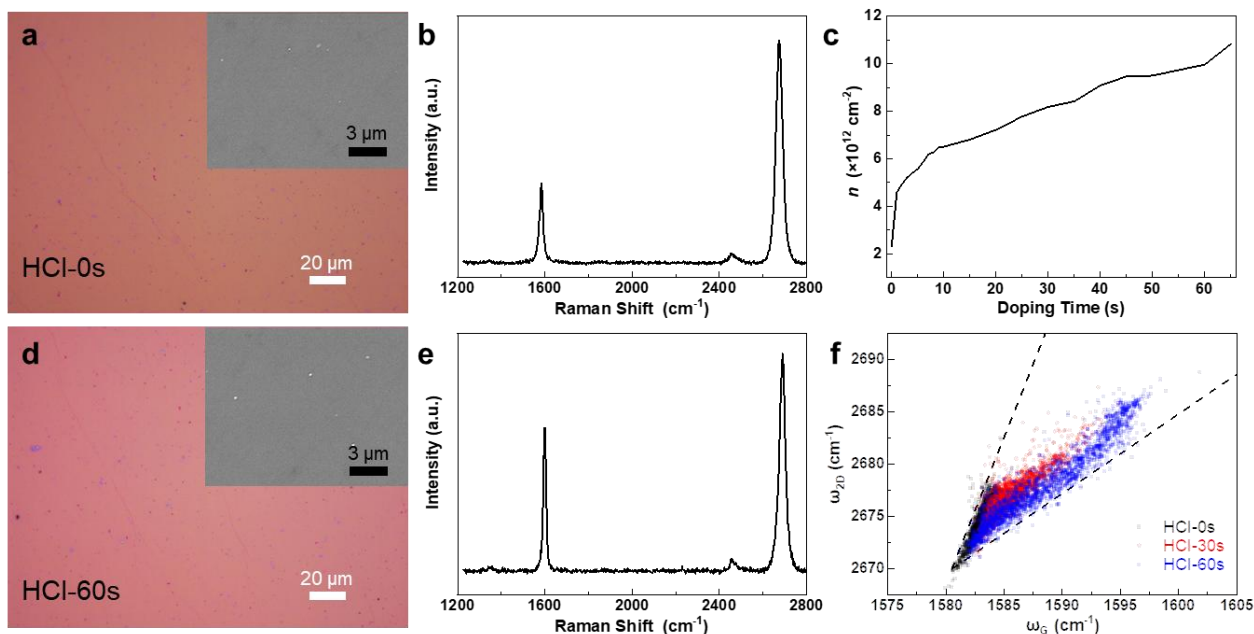 a
3 µm
HCl-0s
20 µm
b
Intensity (a.u.)
1200 1600 2000 2400 2800
Raman Shift (cm⁻¹)
c
n (×10¹² cm⁻²)
12
10
8
6
4
2
0 10 20 30 40 50 60
Doping Time (s)
d
3 µm
HCl-60s
20 µm
e
Intensity (a.u.)
1200 1600 2000 2400 2800
Raman Shift (cm⁻¹)
f
ω2D (cm⁻¹)
2690
2685
2680
2675
2670
HCl-0s
HCl-30s
HCl-60s
1575 1580 1585 1590 1595 1600 1605
ωG (cm⁻¹)